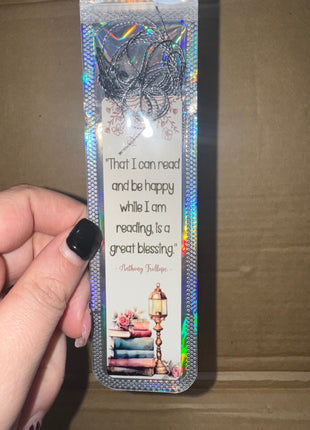 "That I can read
and be happy
while I am
reading, is a
great blessing."
- Anthony Trollope -